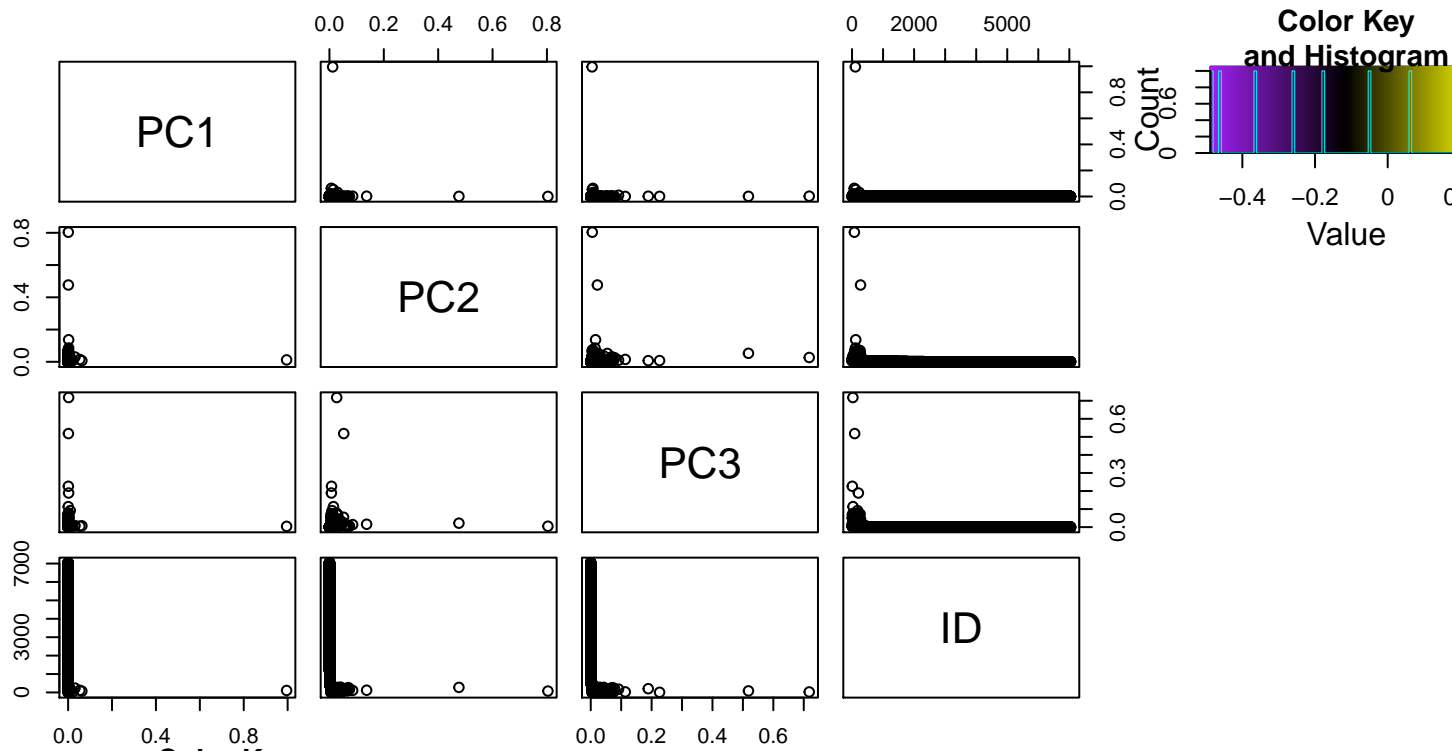 0.0 0.2 0.4 0.6 0.8
0 2000 5000
Color Key
and Histogram
PC1
0.0 0.4 0.8
Count
0 0.6
−0.4 −0.2 0
Value
0.0 0.4 0.8
PC2
PC3
0.0 0.3 0.6
0 3000 7000
ID
0.0 0.4 0.8
0.0 0.2 0.4 0.6